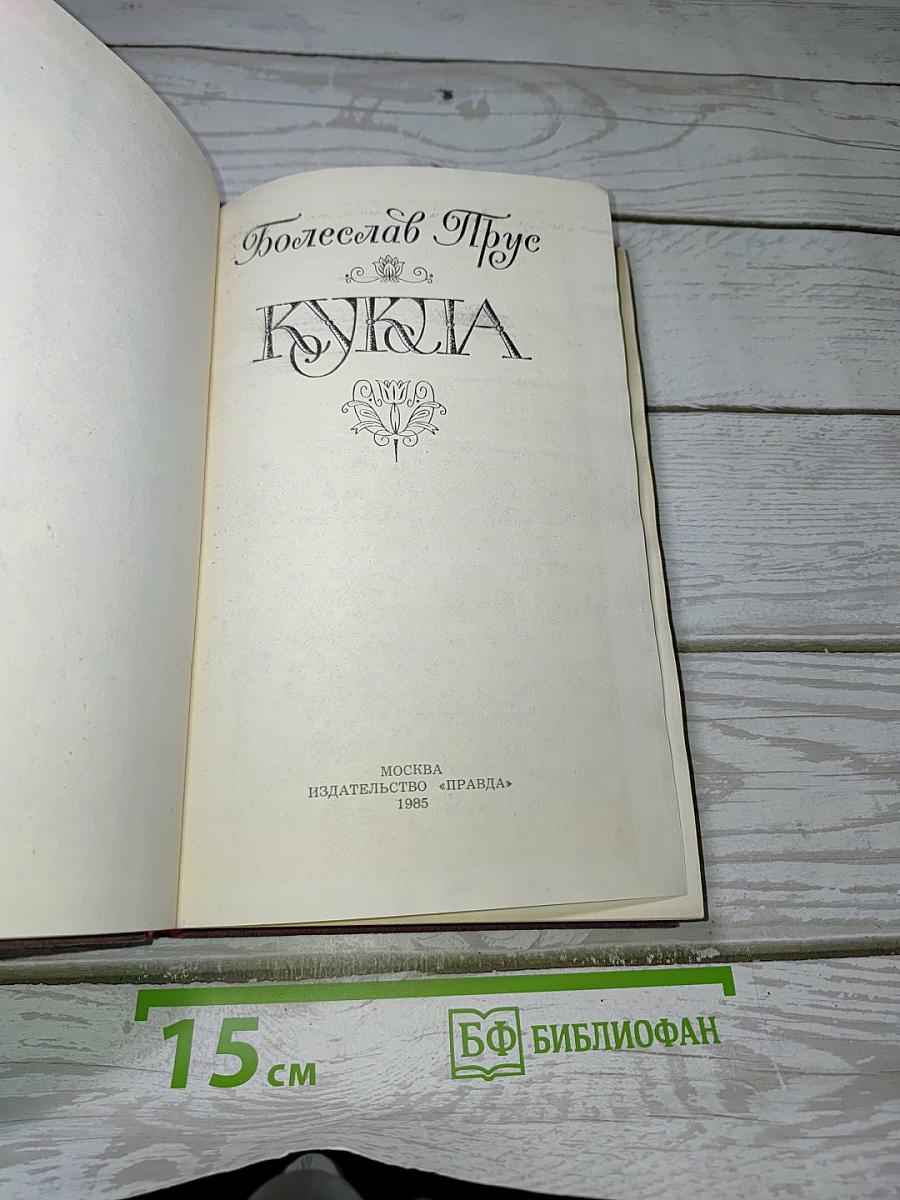 Болеслав Прус
КУКЛА
МОСКВА
ИЗДАТЕЛЬСТВО «ПРАВДА»
1985
15 см
БФ БИБЛИОФАН